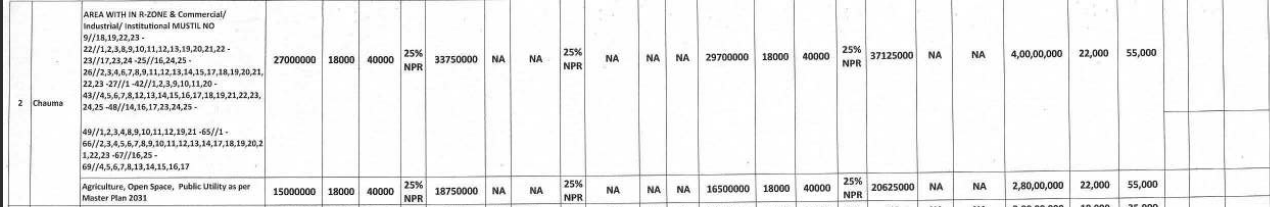 AREA WITH IN R-ZONE & Commercial/
Industrial/ Institutional MUSTIL NO
9//18,19,22,23 -
22//1,2,3,8,9,10,11,12,13,19,20,21,22 -
23//17,23,24 -25//16,24,25 -
26//2,3,4,6,7,8,9,11,12,13,14,15,17,18,19,20,21,
22,23 -27//1 -42//1,2,3,9,10,11,20 -
43//4,5,6,7,8,12,13,14,15,16,17,18,19,21,22,23,
24,25 -48//14,16,17,23,24,25 -
49//1,2,3,4,8,9,10,11,12,19,21 -65//1 -
66//2,3,4,5,6,7,8,9,10,11,12,13,14,17,18,19,20,2
1,22,23 -67//16,25 -
69//4,5,6,7,8,13,14,15,16,17
2 Chauma
27000000 18000 40000 25% NPR 33750000 NA NA 25% NPR NA NA NA 29700000 18000 40000 25% NPR 37125000 NA NA 4,00,00,000 22,000 55,000
Agriculture, Open Space, Public Utility as per
Master Plan 2031
15000000 18000 40000 25% NPR 18750000 NA NA 25% NPR NA NA NA 16500000 18000 40000 25% NPR 20625000 NA NA 2,80,00,000 22,000 55,000